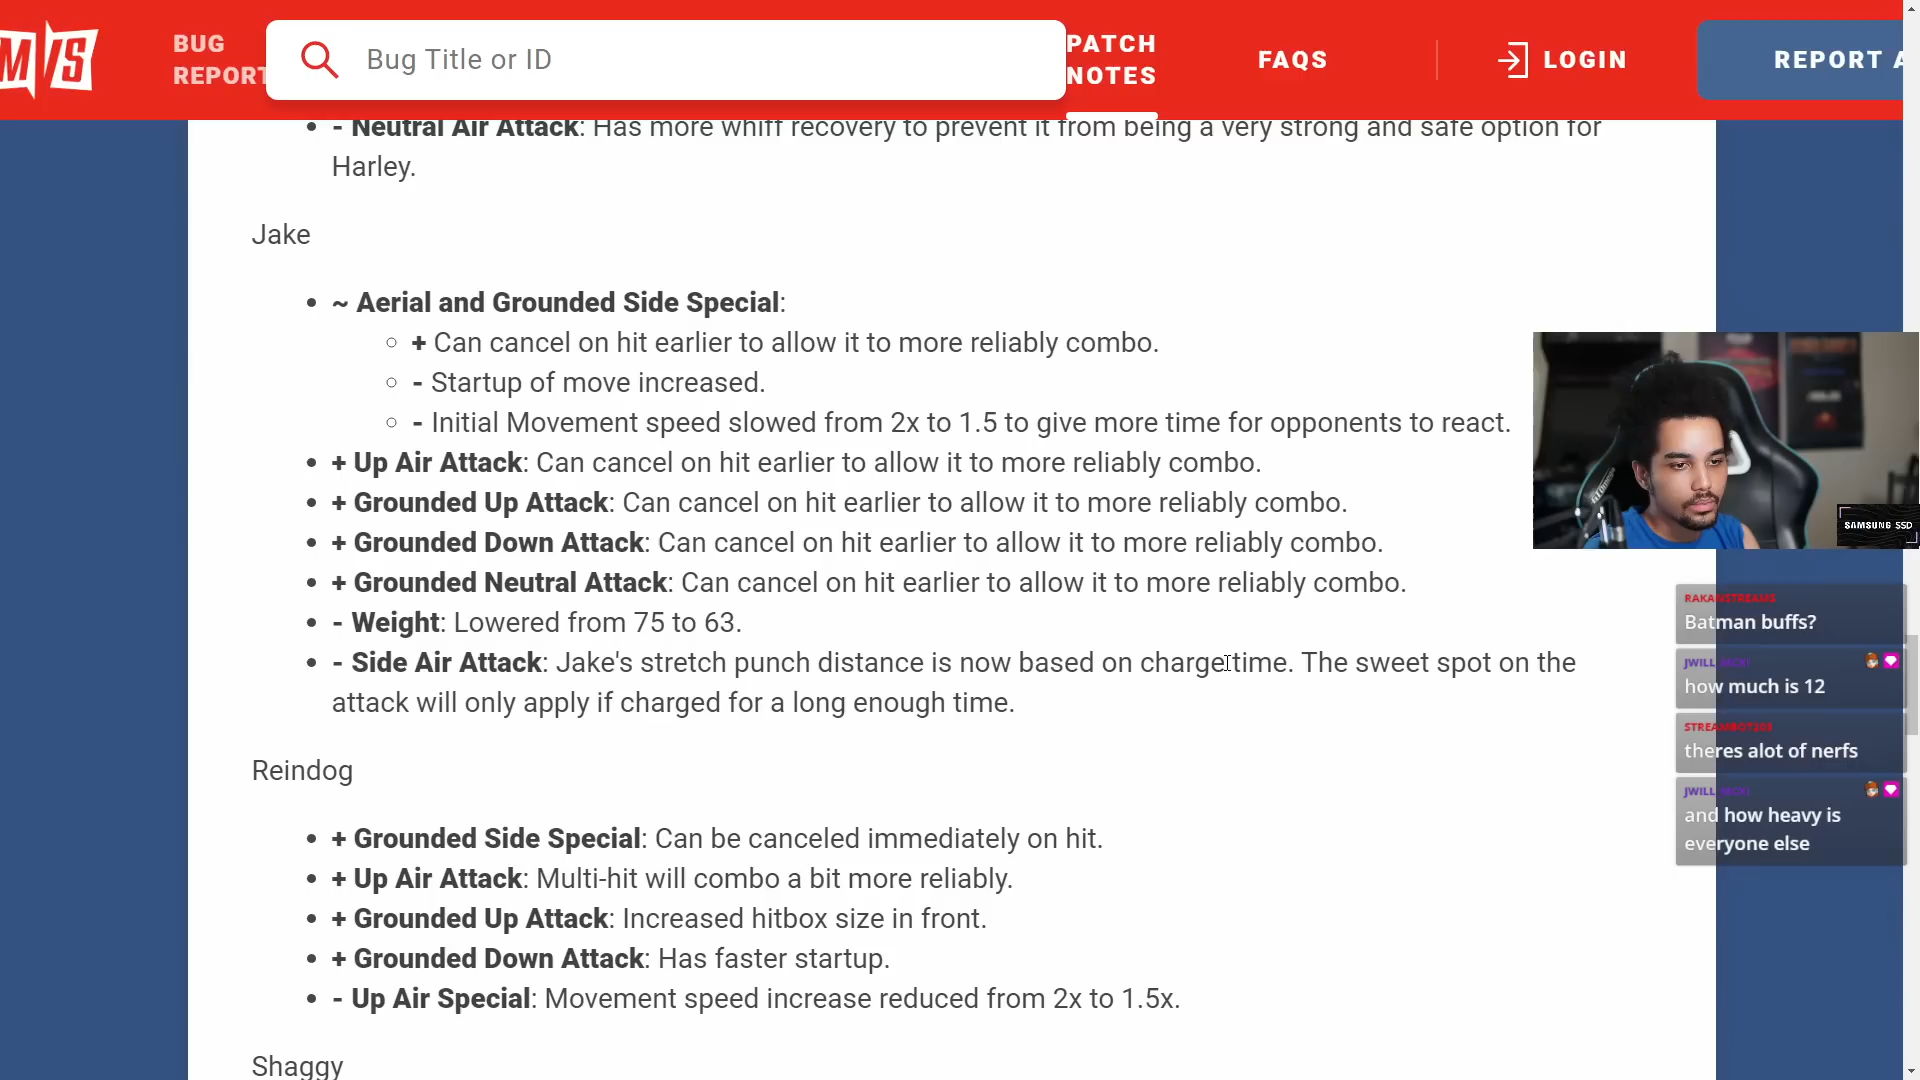 M/S
BUG
REPORT
Bug Title or ID
PATCH
NOTES
FAQS
LOGIN
REPORT A
- Neutral Air Attack: Has more whiff recovery to prevent it from being a very strong and safe option for
Harley.
Jake
~ Aerial and Grounded Side Special:
+ Can cancel on hit earlier to allow it to more reliably combo.
- Startup of move increased.
- Initial Movement speed slowed from 2x to 1.5 to give more time for opponents to react.
+ Up Air Attack: Can cancel on hit earlier to allow it to more reliably combo.
+ Grounded Up Attack: Can cancel on hit earlier to allow it to more reliably combo.
+ Grounded Down Attack: Can cancel on hit earlier to allow it to more reliably combo.
+ Grounded Neutral Attack: Can cancel on hit earlier to allow it to more reliably combo.
- Weight: Lowered from 75 to 63.
- Side Air Attack: Jake's stretch punch distance is now based on charge time. The sweet spot on the
attack will only apply if charged for a long enough time.
Reindog
+ Grounded Side Special: Can be canceled immediately on hit.
+ Up Air Attack: Multi-hit will combo a bit more reliably.
+ Grounded Up Attack: Increased hitbox size in front.
+ Grounded Down Attack: Has faster startup.
- Up Air Special: Movement speed increase reduced from 2x to 1.5x.
Shaggy
SAMSUNG SSD
Batman buffs?
how much is 12
theres alot of nerfs
and how heavy is
everyone else